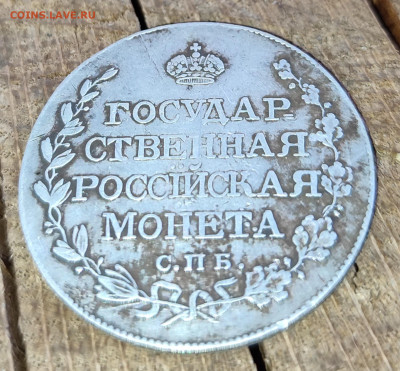 COINS.LAVE.RU
ГОСУДАР-
СТВЕННАЯ
РОССІЙСКАЯ
МОНЕТА
С.П.Б.